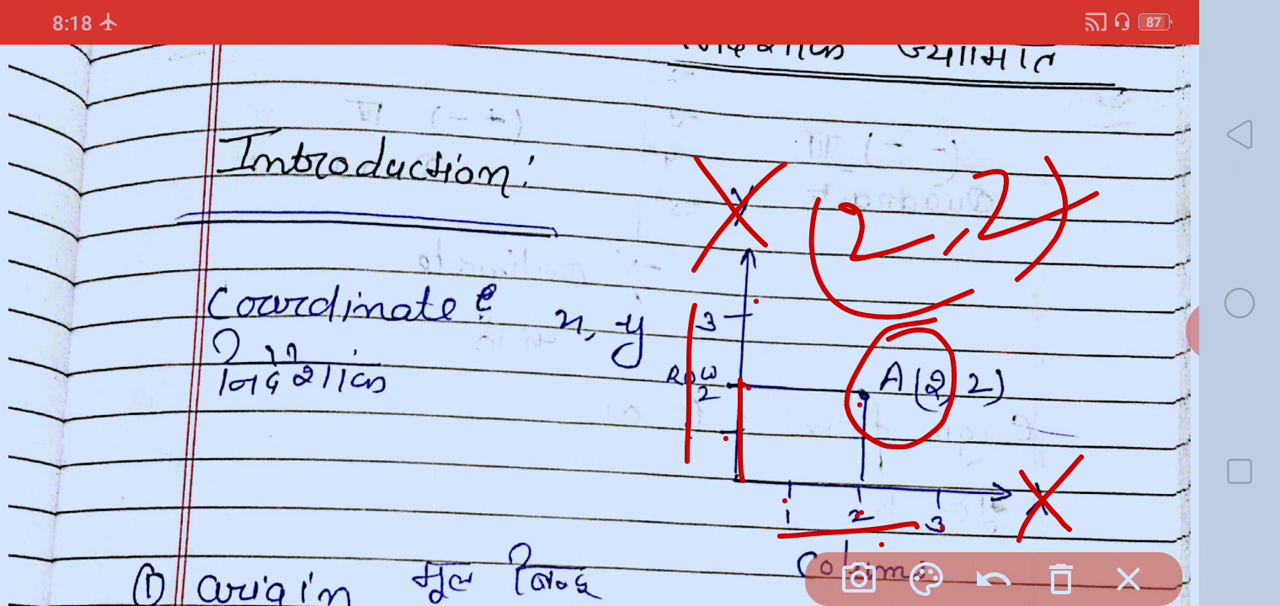 8:18
87
निर्देशांक ज्यामिति
Introduction:
(2,2)
Coordinate : x, y
निर्देशांक
Y
3
Row
2
A(2,2)
1 2 3
X
Column
① origin मूल बिन्दु